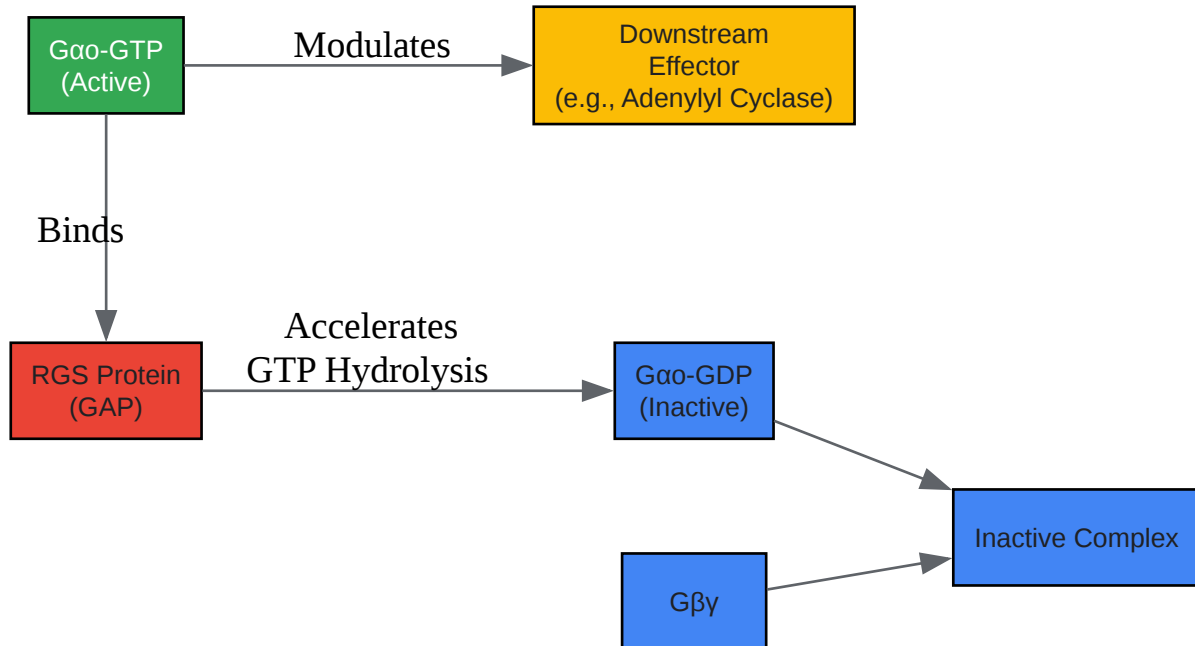 Gαo-GTP
(Active)
Modulates
Downstream
Effector
(e.g., Adenylyl Cyclase)
Binds
RGS Protein
(GAP)
Accelerates
GTP Hydrolysis
Gαo-GDP
(Inactive)
Inactive Complex
Gβγ